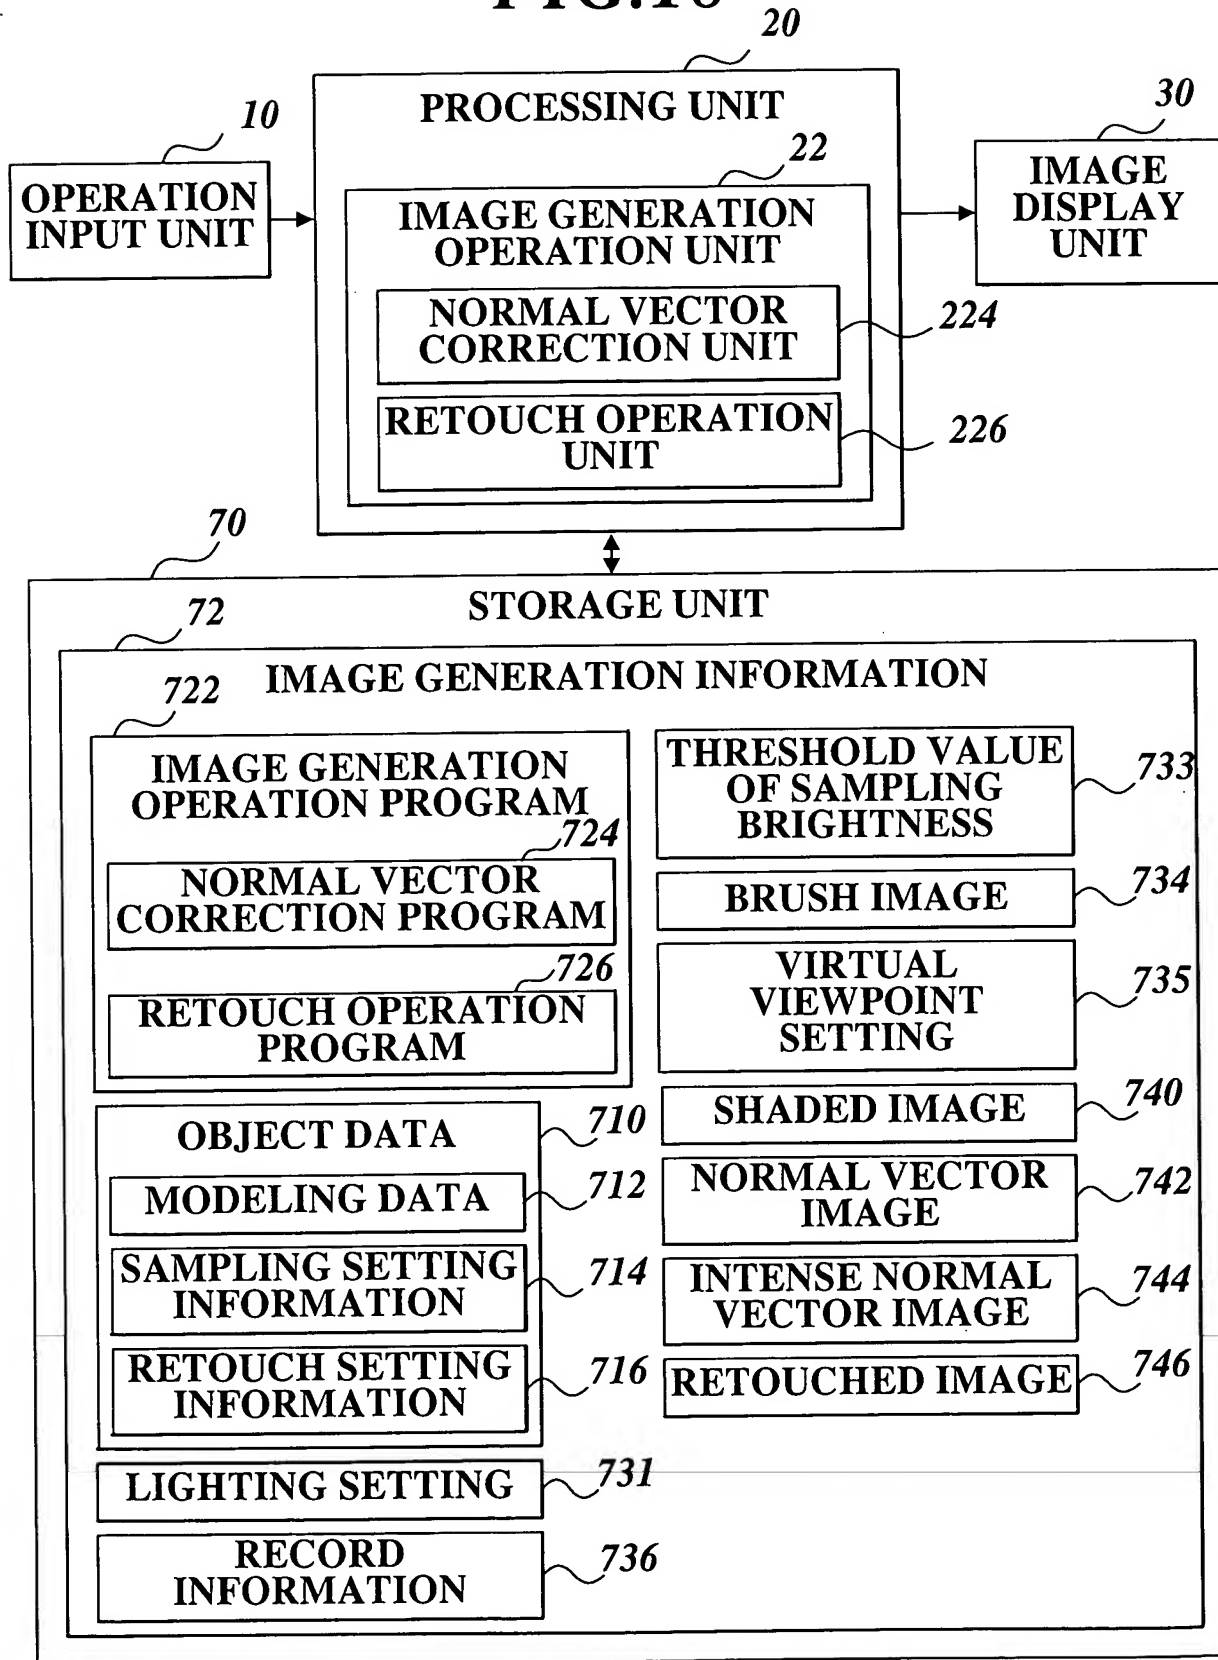 20
PROCESSING UNIT
10
30
OPERATION
INPUT UNIT
22
IMAGE GENERATION
OPERATION UNIT
IMAGE
DISPLAY
UNIT
NORMAL VECTOR
CORRECTION UNIT
224
RETOUCH OPERATION
UNIT
226
70
STORAGE UNIT
72
IMAGE GENERATION INFORMATION
722
IMAGE GENERATION
OPERATION PROGRAM
724
NORMAL VECTOR
CORRECTION PROGRAM
726
RETOUCH OPERATION
PROGRAM
OBJECT DATA
710
MODELING DATA
712
SAMPLING SETTING
INFORMATION
714
RETOUCH SETTING
INFORMATION
716
LIGHTING SETTING
731
RECORD
INFORMATION
736
THRESHOLD VALUE
OF SAMPLING
BRIGHTNESS
733
BRUSH IMAGE
734
VIRTUAL
VIEWPOINT
SETTING
735
SHADED IMAGE
740
NORMAL VECTOR
IMAGE
742
INTENSE NORMAL
VECTOR IMAGE
744
RETOUCHED IMAGE
746